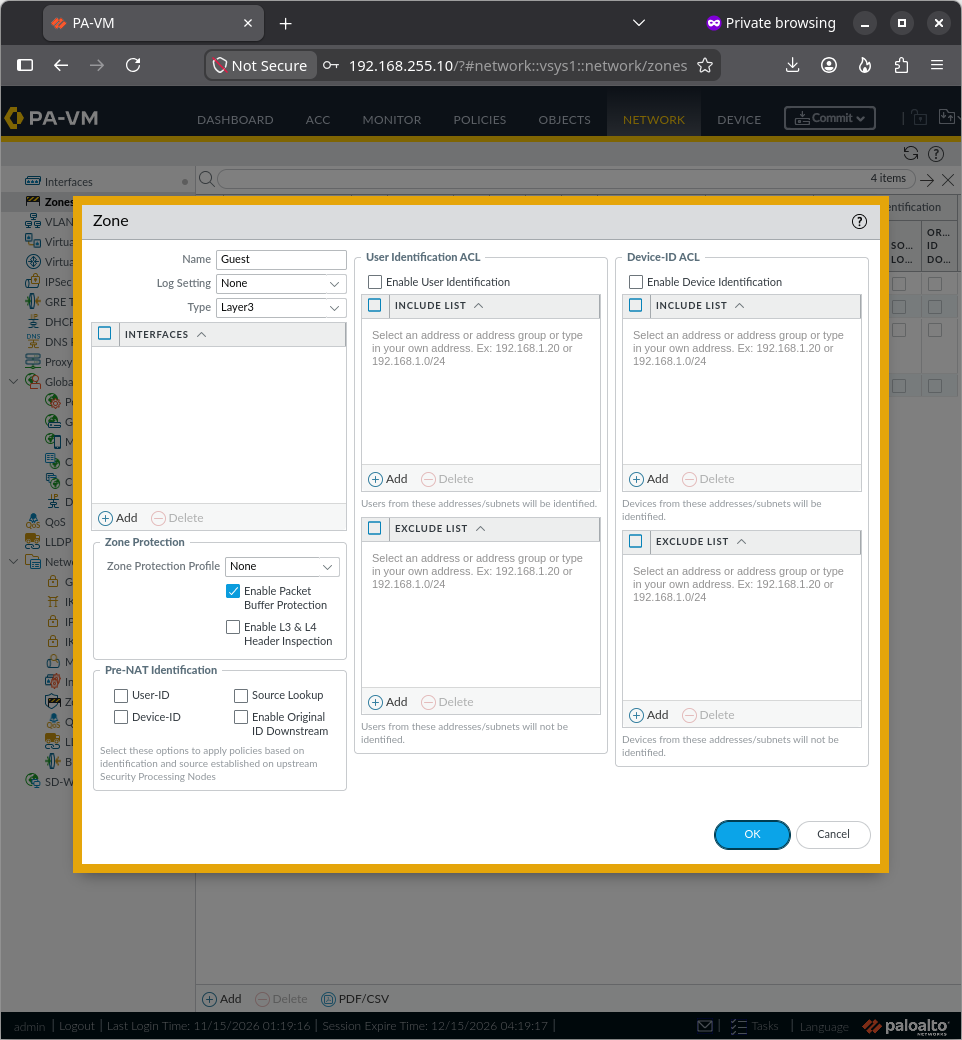 PA-VM
Private browsing
Not Secure
192.168.255.10/?#network::vsys1::network/zones
PA-VM
DASHBOARD
ACC
MONITOR
POLICIES
OBJECTS
NETWORK
DEVICE
Commit
4 items
Interfaces
Zones
VLAN
DNS
Proxy
QoS
LLDP
Zone
Name
Guest
Log Setting
None
Type
Layer3
INTERFACES
Add
Delete
Zone Protection
Zone Protection Profile
None
Enable Packet
Buffer Protection
Enable L3 & L4
Header Inspection
Pre-NAT Identification
User-ID
Source Lookup
Device-ID
Enable Original
ID Downstream
Select these options to apply policies based on
identification and source established on upstream
Security Processing Nodes
User Identification ACL
Enable User Identification
INCLUDE LIST
Select an address or address group or type
in your own address. Ex: 192.168.1.20 or
192.168.1.0/24
Add
Delete
Users from these addresses/subnets will be identified.
EXCLUDE LIST
Select an address or address group or type
in your own address. Ex: 192.168.1.20 or
192.168.1.0/24
Add
Delete
Users from these addresses/subnets will not be
identified.
Device-ID ACL
Enable Device Identification
INCLUDE LIST
Select an address or address group or type
in your own address. Ex: 192.168.1.20 or
192.168.1.0/24
Add
Delete
Devices from these addresses/subnets will be
identified.
EXCLUDE LIST
Select an address or address group or type
in your own address. Ex: 192.168.1.20 or
192.168.1.0/24
Add
Delete
Devices from these addresses/subnets will not be
identified.
OK
Cancel
OR...
ID
DO...
Add
Delete
PDF/CSV
admin
Logout
Last Login Time: 11/15/2026 01:19:16
Session Expire Time: 12/15/2026 04:19:17
Tasks
Language
paloalto
NETWORKS